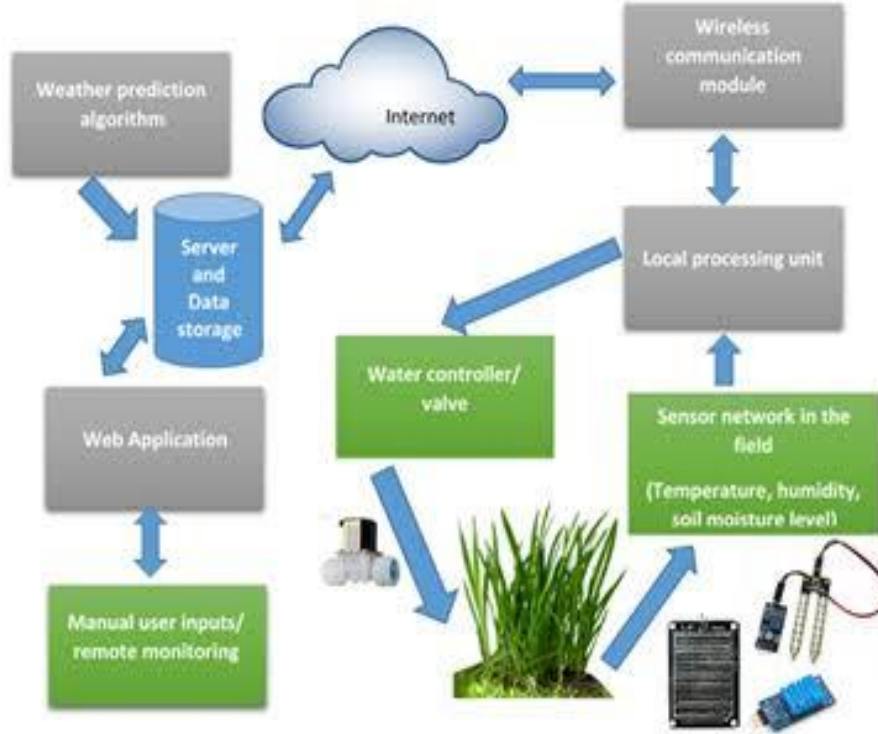 Wireless
communication
module
Weather prediction
algorithm
Internet
Server
and
Data
storage
Local processing unit
Water controller/
valve
Web Application
Sensor network in the
field
(Temperature, humidity,
soil moisture level)
Manual user inputs/
remote monitoring